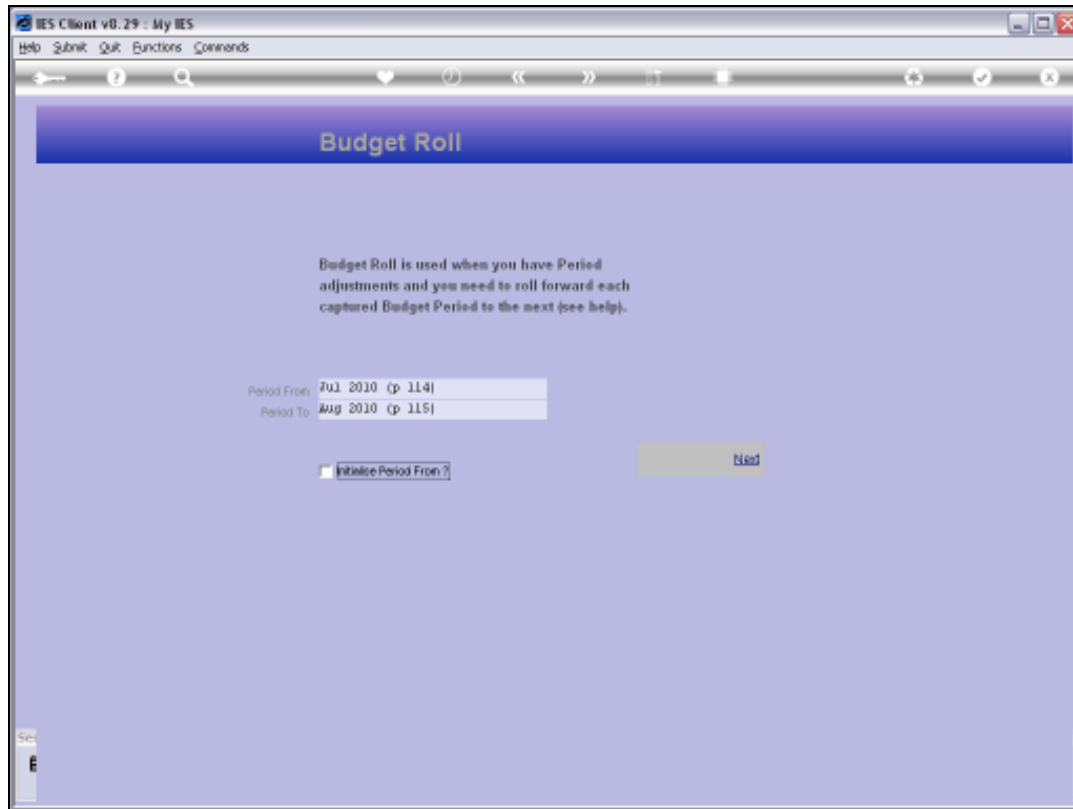 IES Client v8.29 : My IES
Help Submit Quit Functions Commands
Budget Roll
Budget Roll is used when you have Period
adjustments and you need to roll forward each
captured Budget Period to the next (see help).
Period From Jul 2010 (p 114)
Period To Aug 2010 (p 115)
Next
Initialise Period From ?